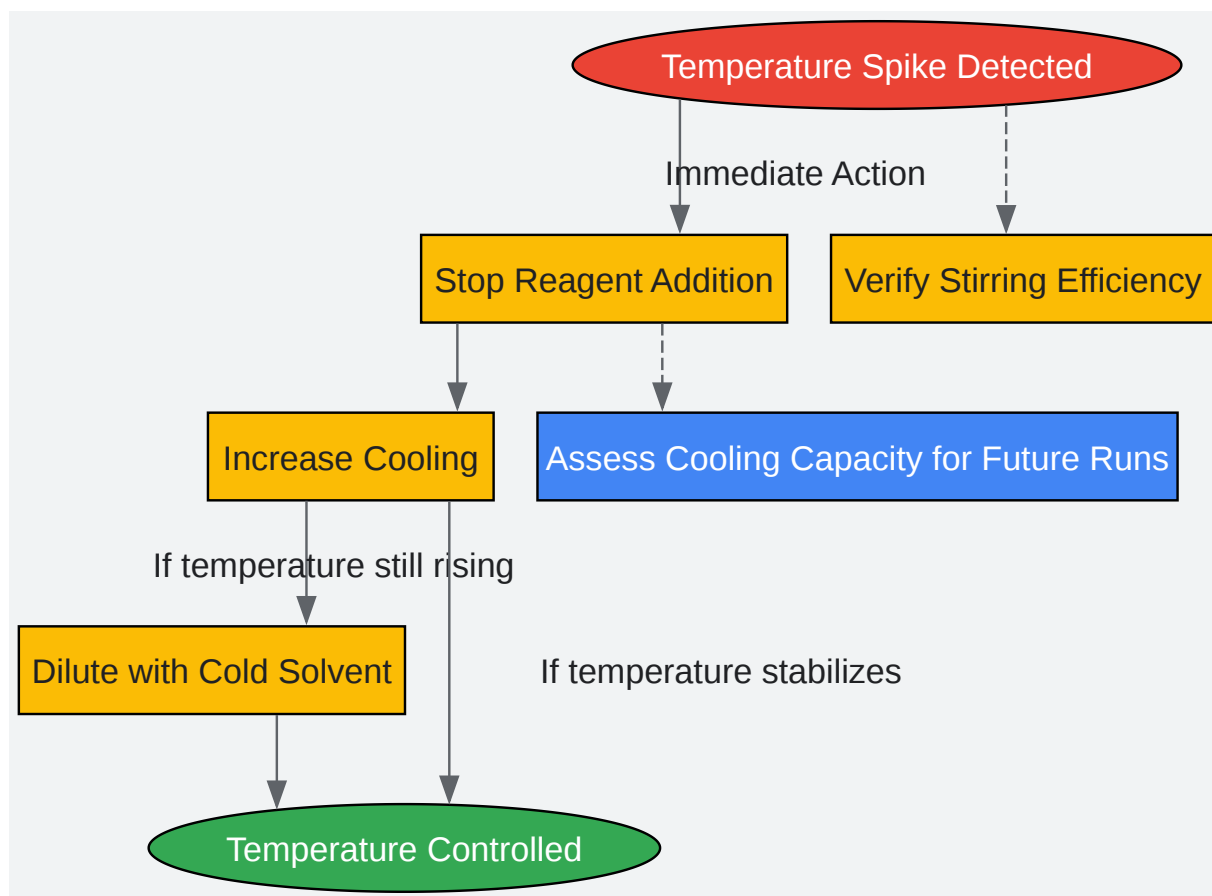 Temperature Spike Detected
Immediate Action
Stop Reagent Addition
Verify Stirring Efficiency
Increase Cooling
Assess Cooling Capacity for Future Runs
If temperature still rising
Dilute with Cold Solvent
If temperature stabilizes
Temperature Controlled